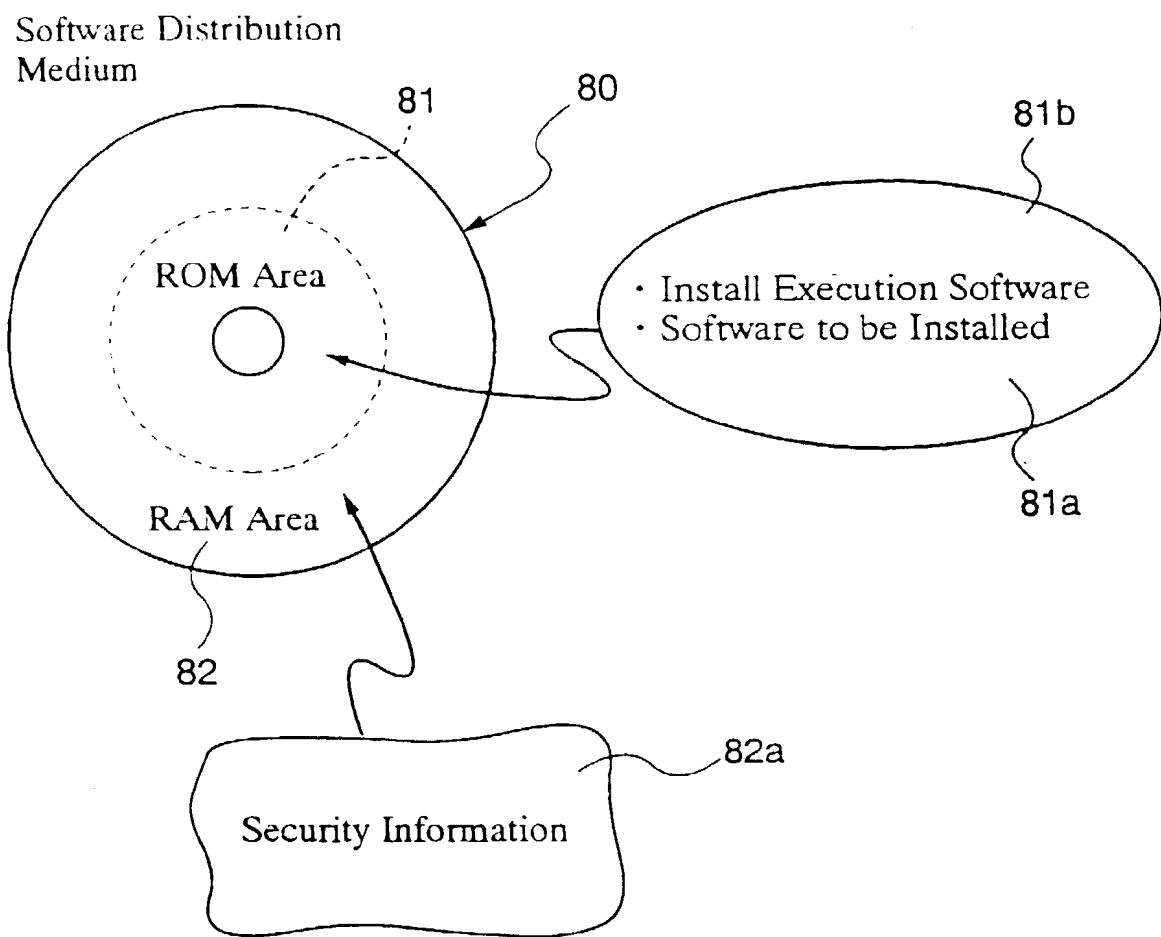 Software Distribution
Medium
81
80
81b
ROM Area
・ Install Execution Software
・ Software to be Installed
RAM Area
81a
82
82a
Security Information